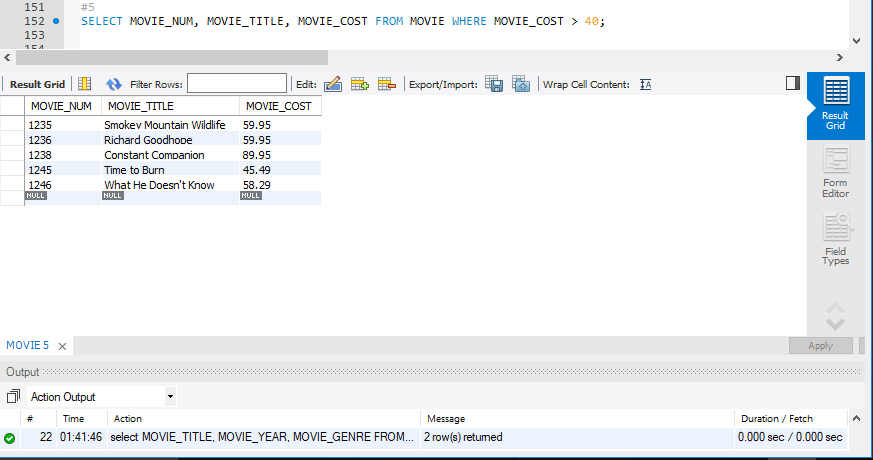 151 #5
152 SELECT MOVIE_NUM, MOVIE_TITLE, MOVIE_COST FROM MOVIE WHERE MOVIE_COST > 40;
153
154
Result Grid Filter Rows: Edit: Export/Import: Wrap Cell Content: IA
MOVIE_NUM MOVIE_TITLE MOVIE_COST
1235 Smokey Mountain Wildlife 59.95
1236 Richard Goodhope 59.95
1238 Constant Companion 89.95
1245 Time to Burn 45.49
1246 What He Doesn't Know 58.29
NULL NULL NULL
Result
Grid
Form
Editor
Field
Types
MOVIE 5
Apply
Output
Action Output
# Time Action Message Duration / Fetch
22 01:41:46 select MOVIE_TITLE, MOVIE_YEAR, MOVIE_GENRE FROM... 2 row(s) returned 0.000 sec / 0.000 sec